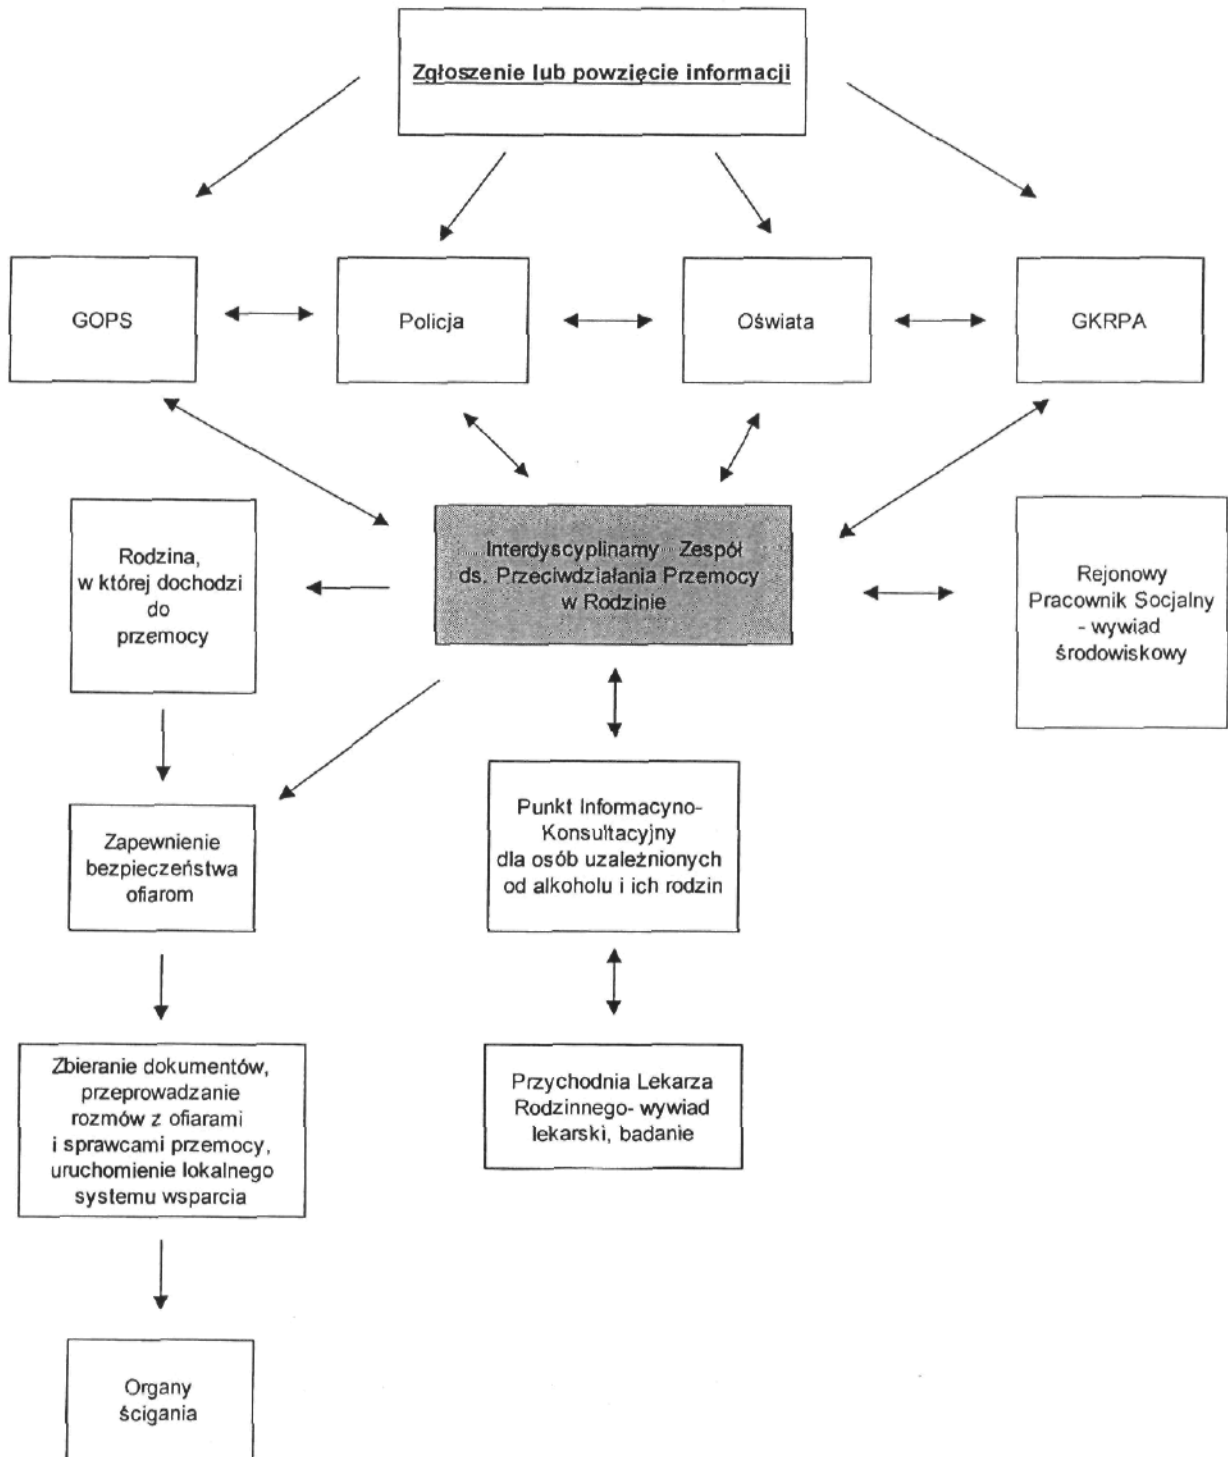 Zgłoszenie lub powzięcie informacji
GOPS
Policja
Oświata
GKRPA
Rodzina,
w której dochodzi
do
przemocy
Interdyscyplinarny Zespół
ds. Przeciwdziałania Przemocy
w Rodzinie
Rejonowy
Pracownik Socjalny
- wywiad
środowiskowy
Zapewnienie
bezpieczeństwa
ofiarom
Punkt Informacyno-
Konsultacyjny
dla osób uzależnionych
od alkoholu i ich rodzin
Zbieranie dokumentów,
przeprowadzanie
rozmów z ofiarami
i sprawcami przemocy,
uruchomienie lokalnego
systemu wsparcia
Przychodnia Lekarza
Rodzinnego- wywiad
lekarski, badanie
Organy
ścigania